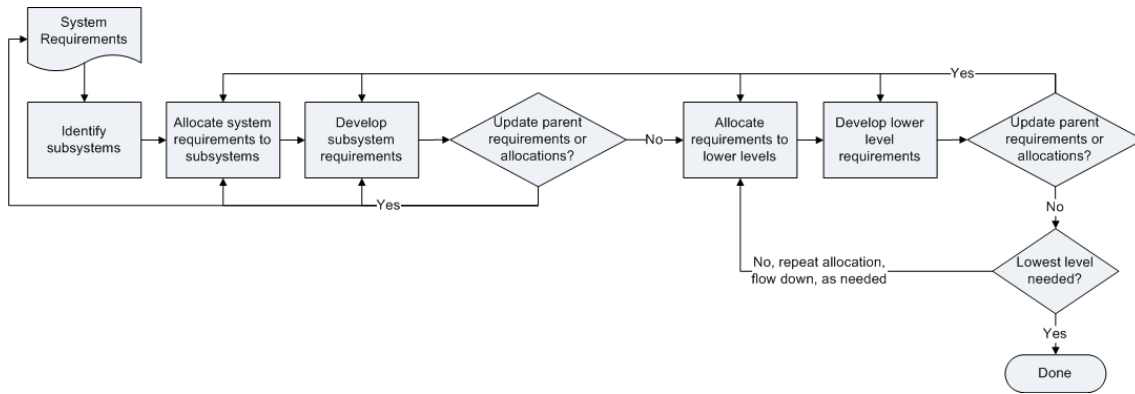 System
Requirements
Identify
subsystems
Allocate system
requirements to
subsystems
Develop
subsystem
requirements
Update parent
requirements or
allocations?
Yes
No
Allocate
requirements to
lower levels
Develop lower
level
requirements
Update parent
requirements or
allocations?
Yes
No
Lowest level
needed?
No, repeat allocation,
flow down, as needed
Yes
Done